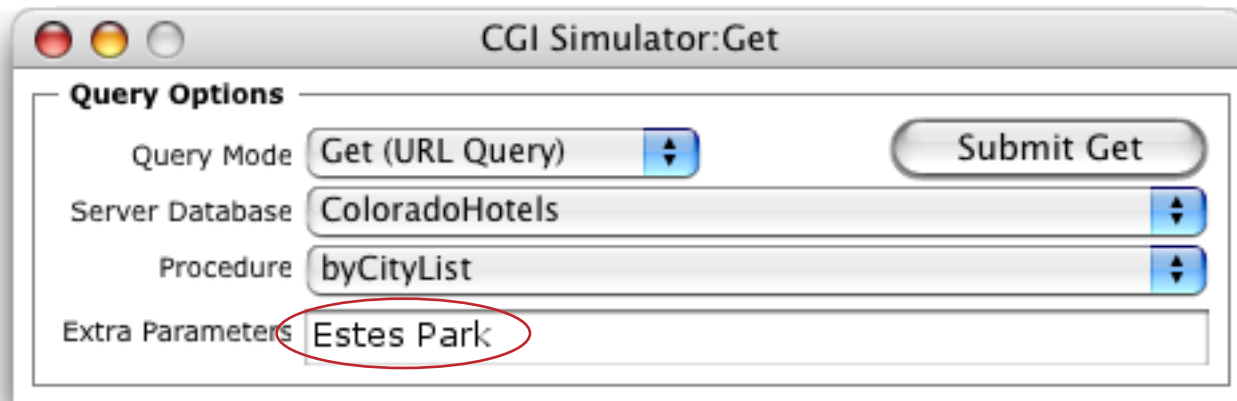 CGI Simulator:Get
Query Options
Query Mode Get (URL Query) Submit Get
Server Database ColoradoHotels
Procedure byCityList
Extra Parameters Estes Park